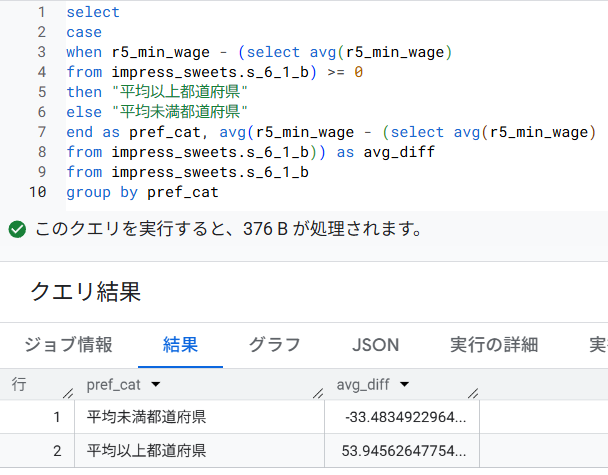 1 select
2 case
3 when r5_min_wage - (select avg(r5_min_wage)
4 from impress_sweets.s_6_1_b) >= 0
5 then "平均以上都道府県"
6 else "平均未満都道府県"
7 end as pref_cat, avg(r5_min_wage - (select avg(r5_min_wage)
8 from impress_sweets.s_6_1_b)) as avg_diff
9 from impress_sweets.s_6_1_b
10 group by pref_cat
このクエリを実行すると、376 B が処理されます。
クエリ結果
ジョブ情報 結果 グラフ JSON 実行の詳細 実
行 pref_cat avg_diff
1 平均未満都道府県 -33.4834922964...
2 平均以上都道府県 53.94562647754...